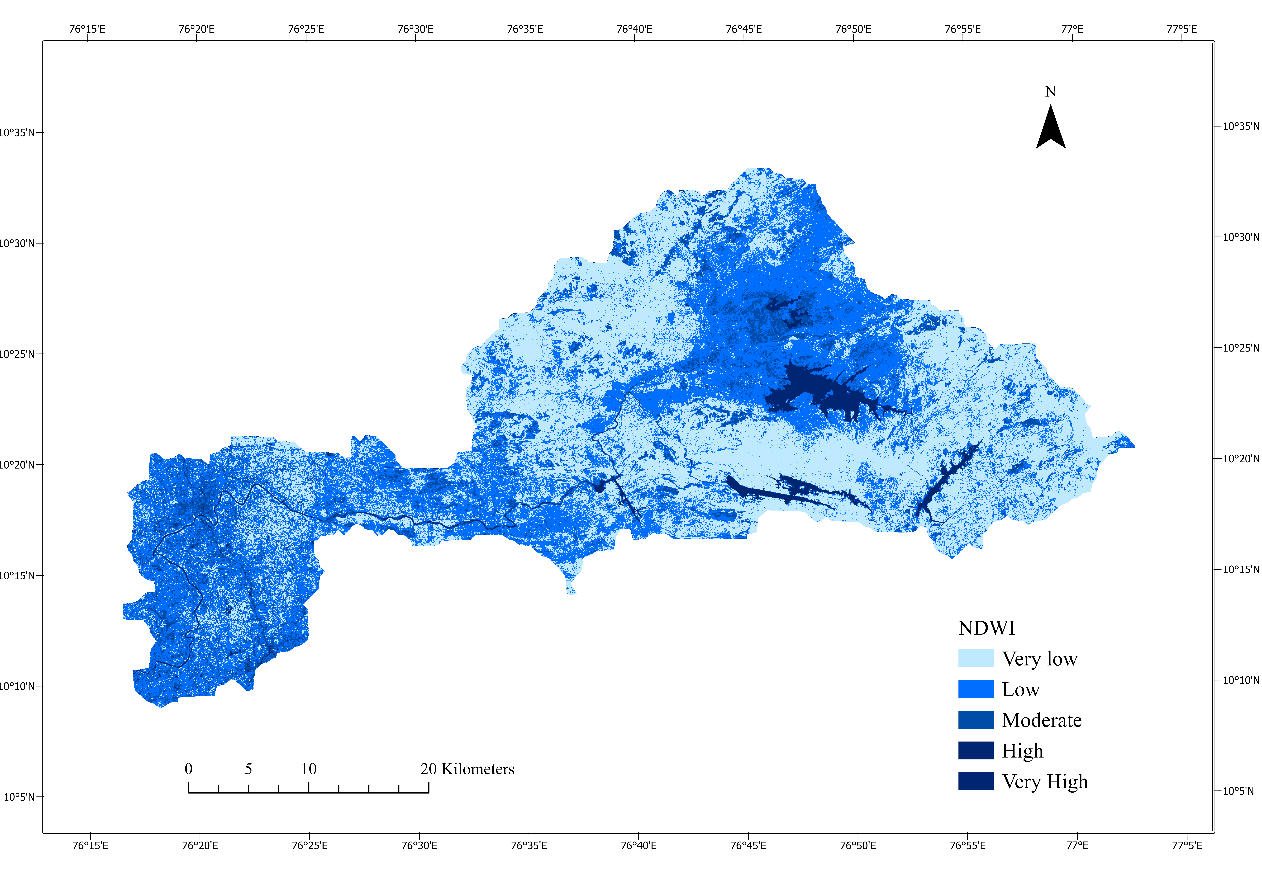 76°15'E 76°20'E 76°25'E 76°30'E 76°35'E 76°40'E 76°45'E 76°50'E 76°55'E 77°E 77°5'E
N
10°35'N 10°35'N
10°30'N 10°30'N
10°25'N 10°25'N
10°20'N 10°20'N
10°15'N 10°15'N
NDWI
Very low
10°10'N Low 10°10'N
Moderate
High
0 5 10 20 Kilometers
Very High
10°5'N 10°5'N
76°15'E 76°20'E 76°25'E 76°30'E 76°35'E 76°40'E 76°45'E 76°50'E 76°55'E 77°E 77°5'E